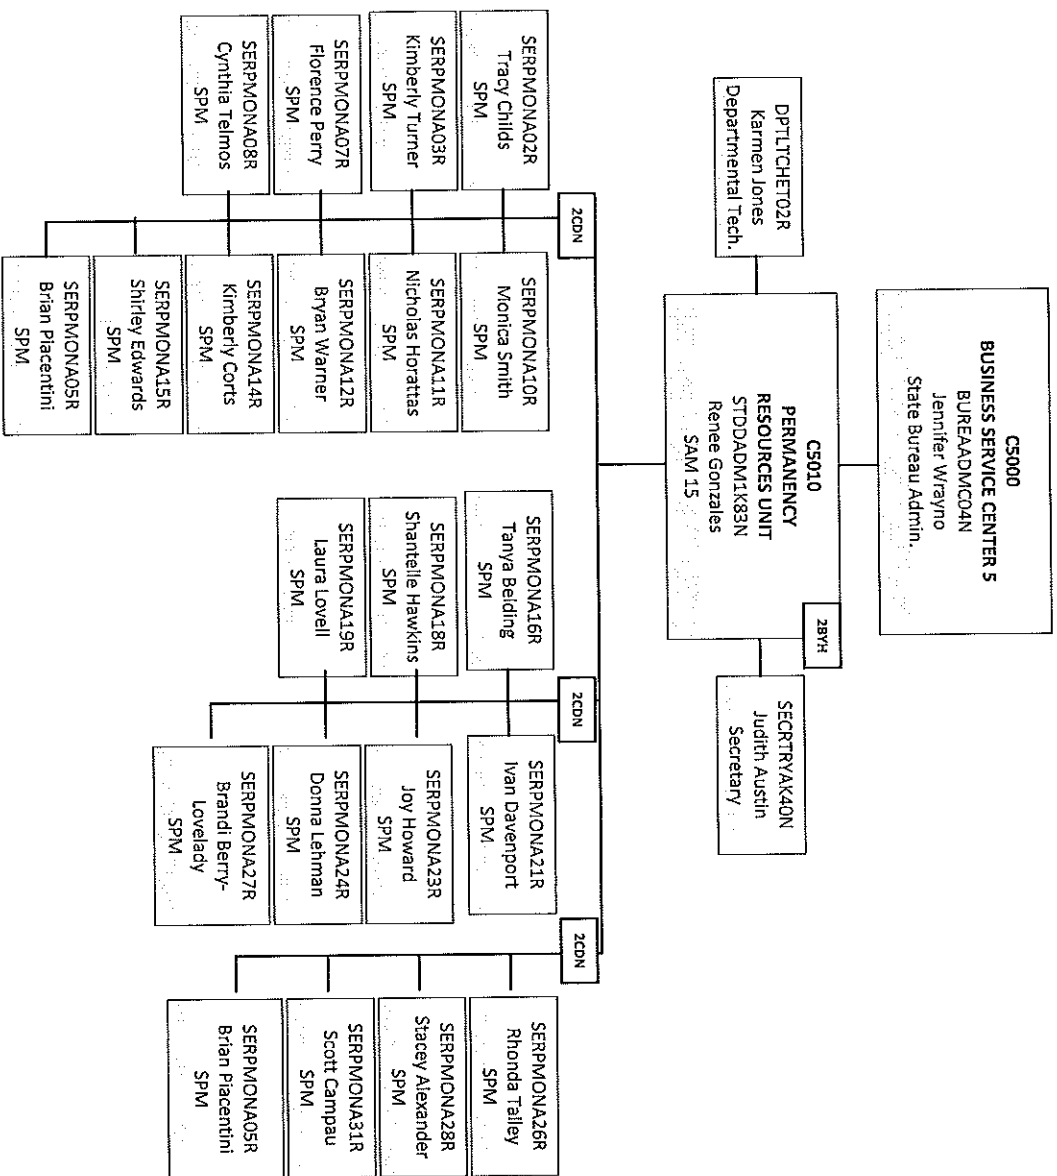 C5000
BUSINESS SERVICE CENTER 5
BUREAADMC04N
Jennifer Wrayno
State Bureau Admin.
DPTLTCHET02R
Karmen Jones
Departmental Tech.
C5010
PERMANENCY
RESOURCES UNIT
STDDADM1K83N
Renee Gonzales
SAM 15
2BYH
SECRTRYAK40N
Judith Austin
Secretary
2CDN
SERPMONA02R
Tracy Childs
SPM
SERPMONA10R
Monica Smith
SPM
SERPMONA03R
Kimberly Turner
SPM
SERPMONA11R
Nicholas Horattas
SPM
SERPMONA07R
Florence Perry
SPM
SERPMONA12R
Bryan Warner
SPM
SERPMONA08R
Cynthia Telmos
SPM
SERPMONA14R
Kimberly Corts
SPM
SERPMONA15R
Shirley Edwards
SPM
SERPMONA05R
Brian Piacentini
SPM
2CDN
SERPMONA16R
Tanya Belding
SPM
SERPMONA21R
Ivan Davenport
SPM
SERPMONA18R
Shantelle Hawkins
SPM
SERPMONA23R
Joy Howard
SPM
SERPMONA19R
Laura Lovell
SPM
SERPMONA24R
Donna Lehman
SPM
SERPMONA27R
Brandi Berry-
Lovelady
SPM
2CDN
SERPMONA26R
Rhonda Talley
SPM
SERPMONA28R
Stacey Alexander
SPM
SERPMONA31R
Scott Campau
SPM
SERPMONA05R
Brian Piacentini
SPM